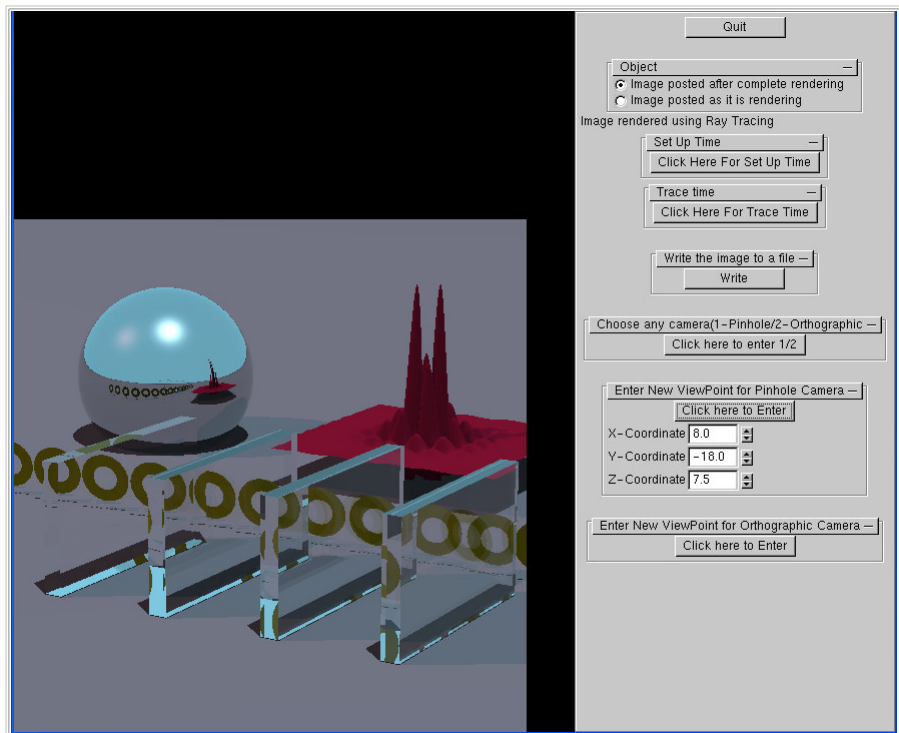 Quit
Object
Image posted after complete rendering
Image posted as it is rendering
Image rendered using Ray Tracing
Set Up Time
Click Here For Set Up Time
Trace time
Click Here For Trace Time
Write the image to a file
Write
Choose any camera(1-Pinhole/2-Orthographic
Click here to enter 1/2
Enter New ViewPoint for Pinhole Camera
Click here to Enter
X-Coordinate 8.0
Y-Coordinate -18.0
Z-Coordinate 7.5
Enter New ViewPoint for Orthographic Camera
Click here to Enter